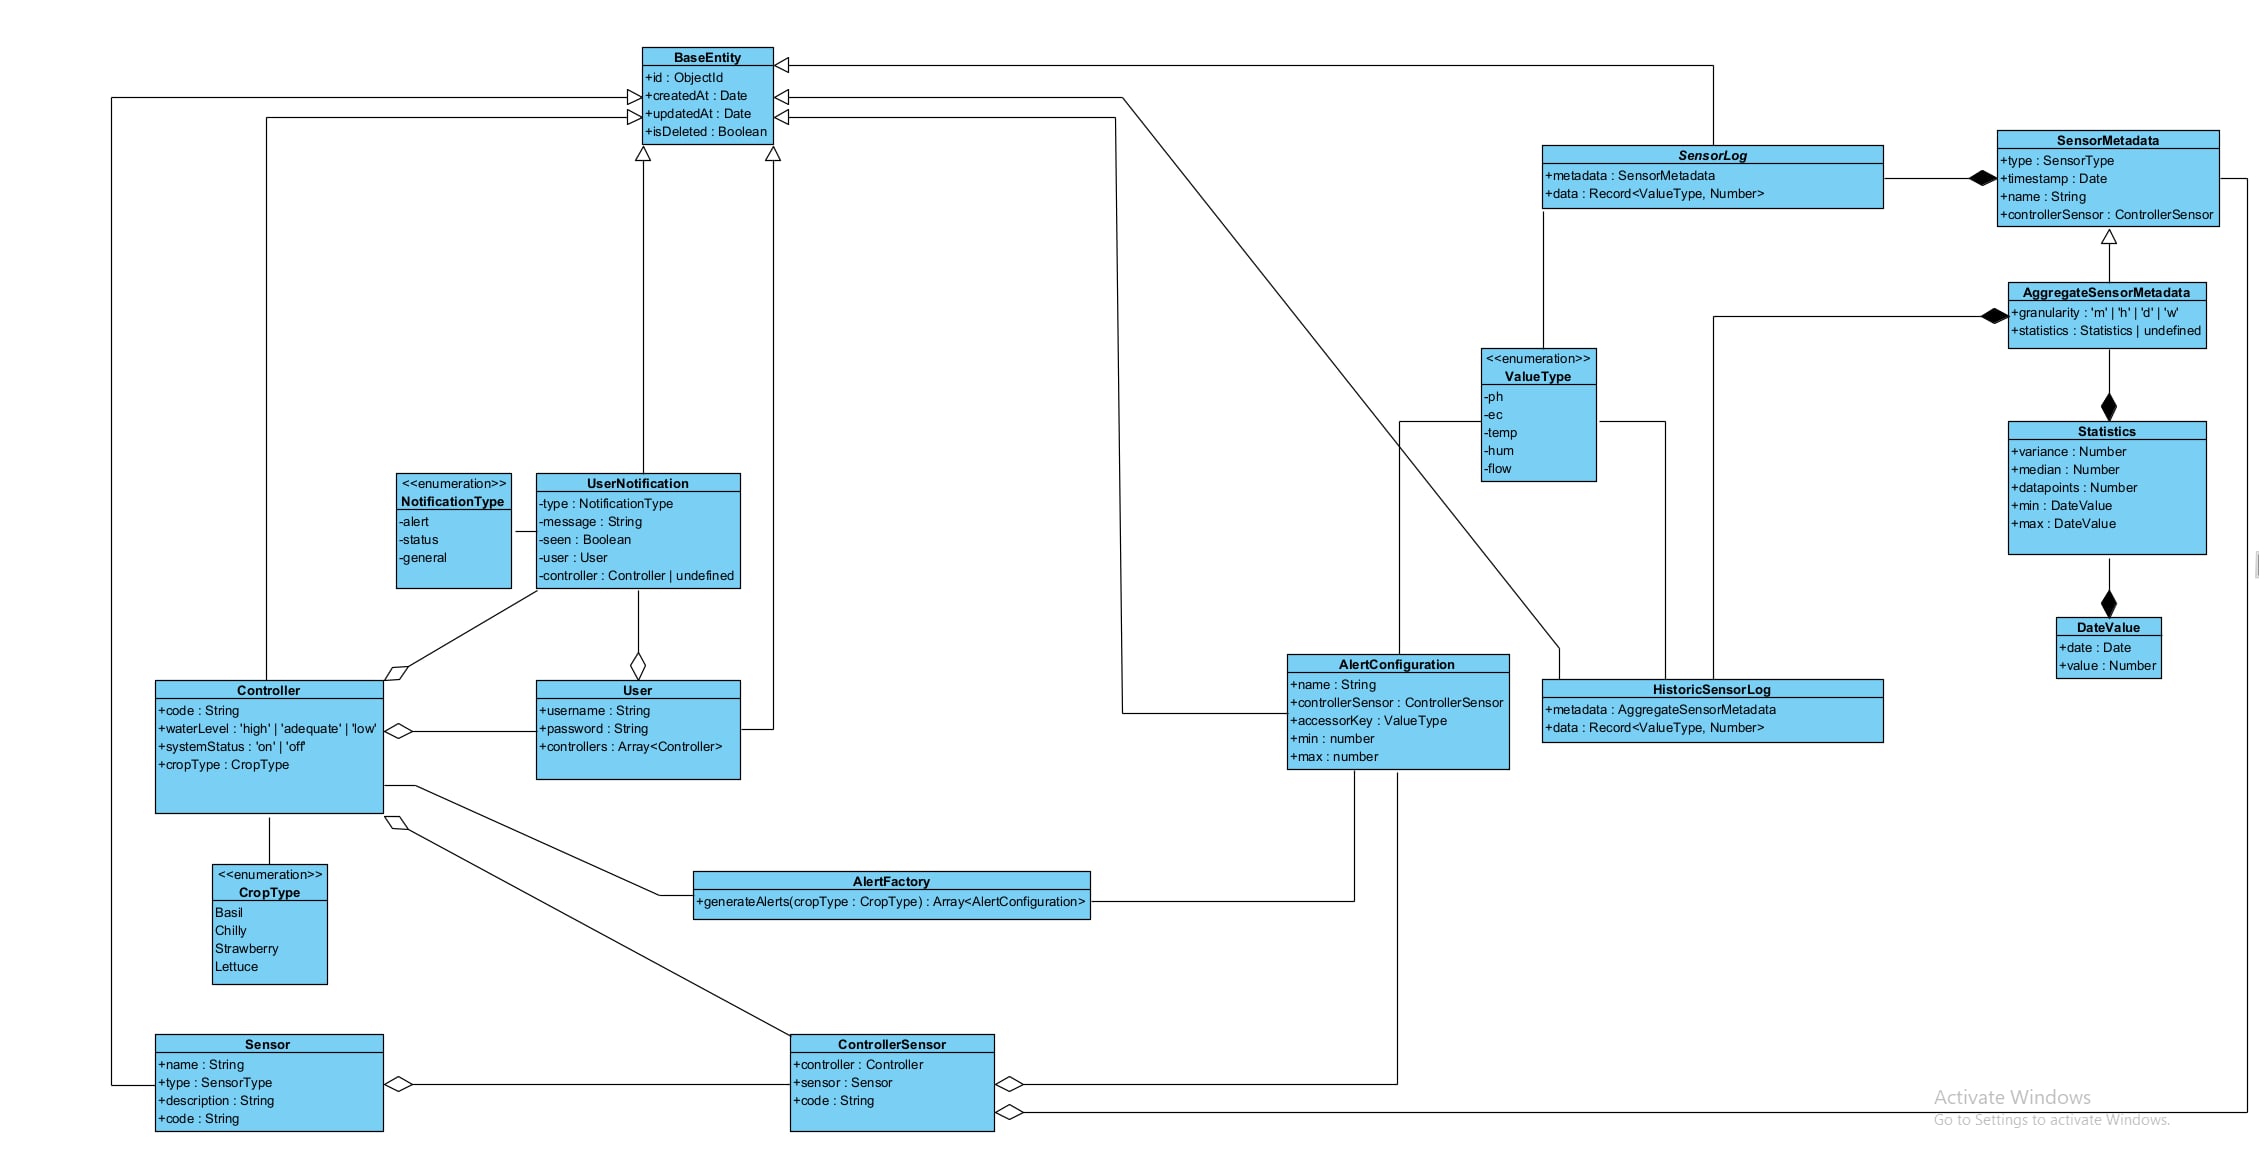 BaseEntity
+id : ObjectId
+createdAt : Date
+updatedAt : Date
+isDeleted : Boolean
SensorLog
+metadata : SensorMetadata
+data : Record<ValueType, Number>
SensorMetadata
+type : SensorType
+timestamp : Date
+name : String
+controllerSensor : ControllerSensor
AggregateSensorMetadata
+granularity : 'm' | 'h' | 'd' | 'w'
+statistics : Statistics | undefined
<<enumeration>>
ValueType
-ph
-ec
-temp
-hum
-flow
Statistics
+variance : Number
+median : Number
+datapoints : Number
+min : DateValue
+max : DateValue
<<enumeration>>
NotificationType
-alert
-status
-general
UserNotification
-type : NotificationType
-message : String
-seen : Boolean
-user : User
-controller : Controller | undefined
DateValue
+date : Date
+value : Number
Controller
+code : String
+waterLevel : 'high' | 'adequate' | 'low'
+systemStatus : 'on' | 'off'
+cropType : CropType
User
+username : String
+password : String
+controllers : Array<Controller>
AlertConfiguration
+name : String
+controllerSensor : ControllerSensor
+accessorKey : ValueType
+min : number
+max : number
HistoricSensorLog
+metadata : AggregateSensorMetadata
+data : Record<ValueType, Number>
<<enumeration>>
CropType
Basil
Chilly
Strawberry
Lettuce
AlertFactory
+generateAlerts(cropType : CropType) : Array<AlertConfiguration>
Sensor
+name : String
+type : SensorType
+description : String
+code : String
ControllerSensor
+controller : Controller
+sensor : Sensor
+code : String
Activate Windows
Go to Settings to activate Windows.